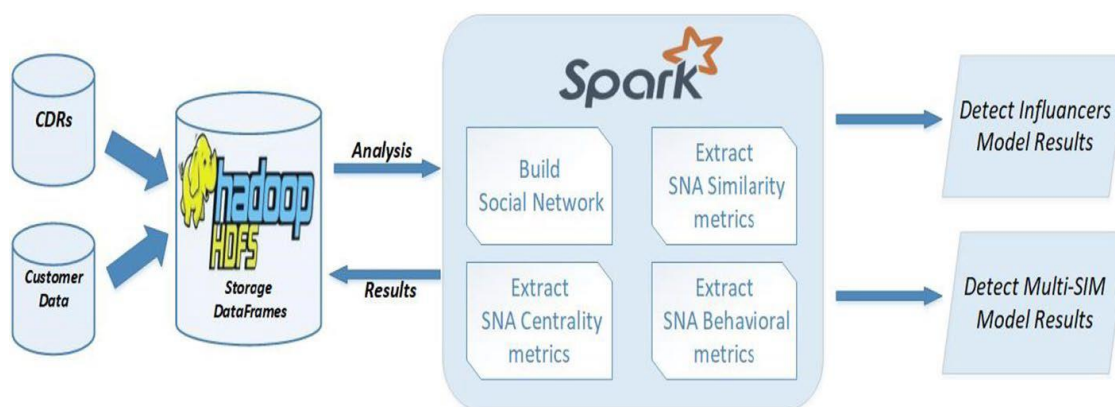 CDRs
Customer
Data
hadoop
HDFS
Storage
DataFrames
Analysis
Results
Spark
Build
Social Network
Extract
SNA Similarity
metrics
Extract
SNA Centrality
metrics
Extract
SNA Behavioral
metrics
Detect Influancers
Model Results
Detect Multi-SIM
Model Results